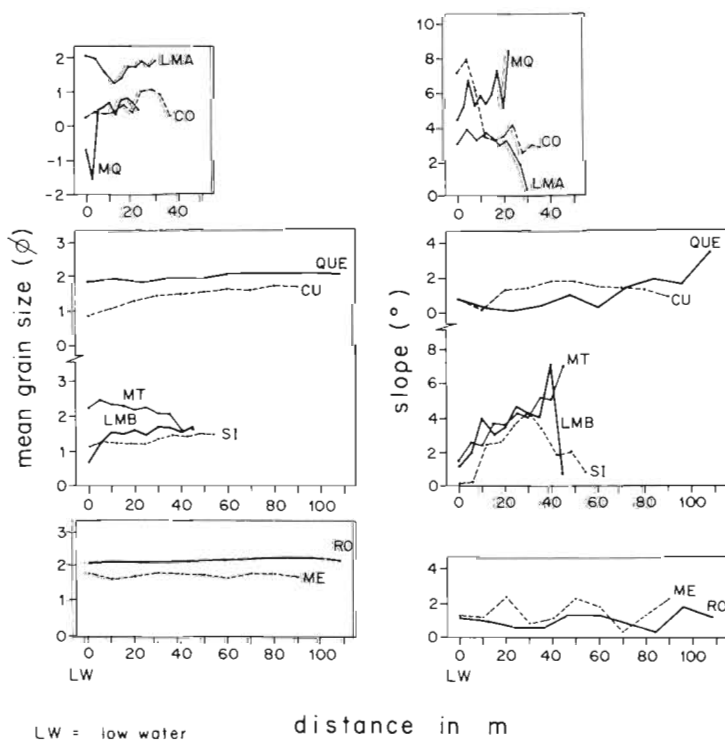 2
1
0
-1
-2
LMA
CO
MQ
0 20 40
10
8
6
4
2
0
MQ
CO
LMA
0 20 40
mean grain size (ϕ)
3
2
1
0
QUE
CU
3
2
1
0
MT
LMB
SI
0 20 40 60 80 100
slope (°)
4
2
0
QUE
CU
8
6
4
2
0
MT
LMB
SI
0 20 40 60 80 100
3
2
1
0
RO
ME
0 20 40 60 80 100
LW
4
2
0
ME
RO
0 20 40 60 80 100
LW
LW = low water
distance in m